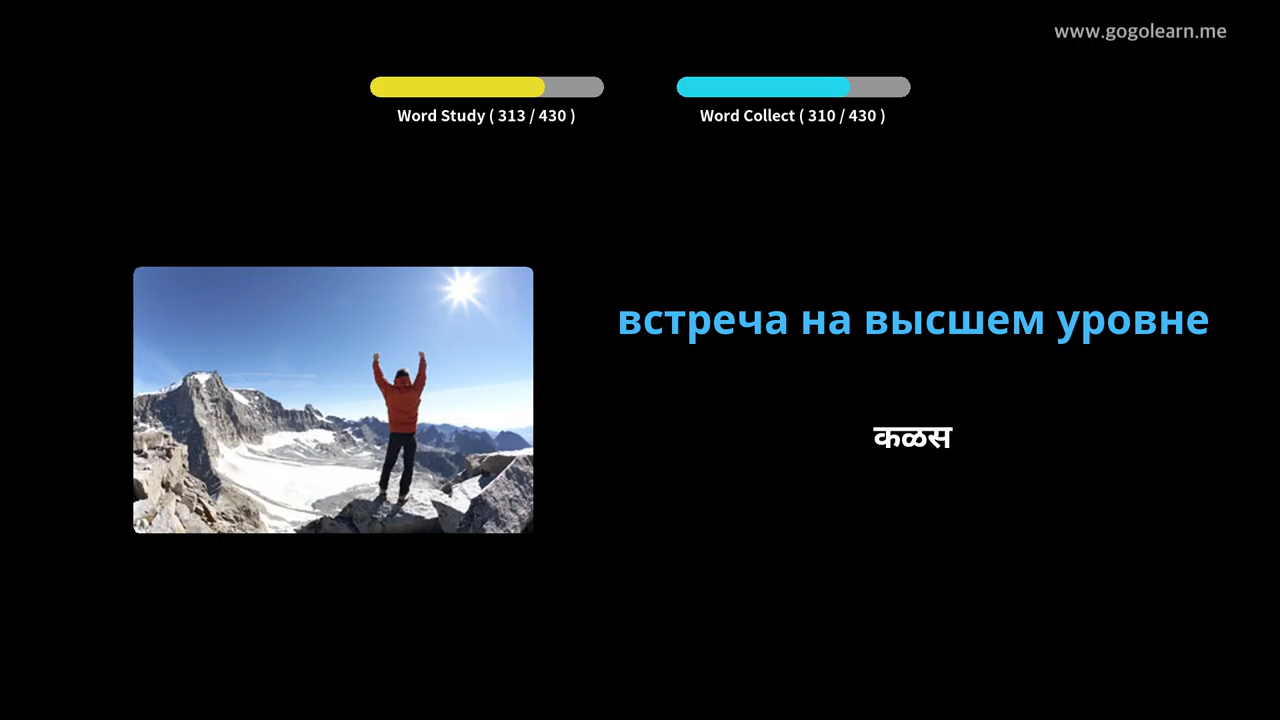 www.gogolearn.me
Word Study ( 313 / 430 )
Word Collect ( 310 / 430 )
встреча на высшем уровне
कळस